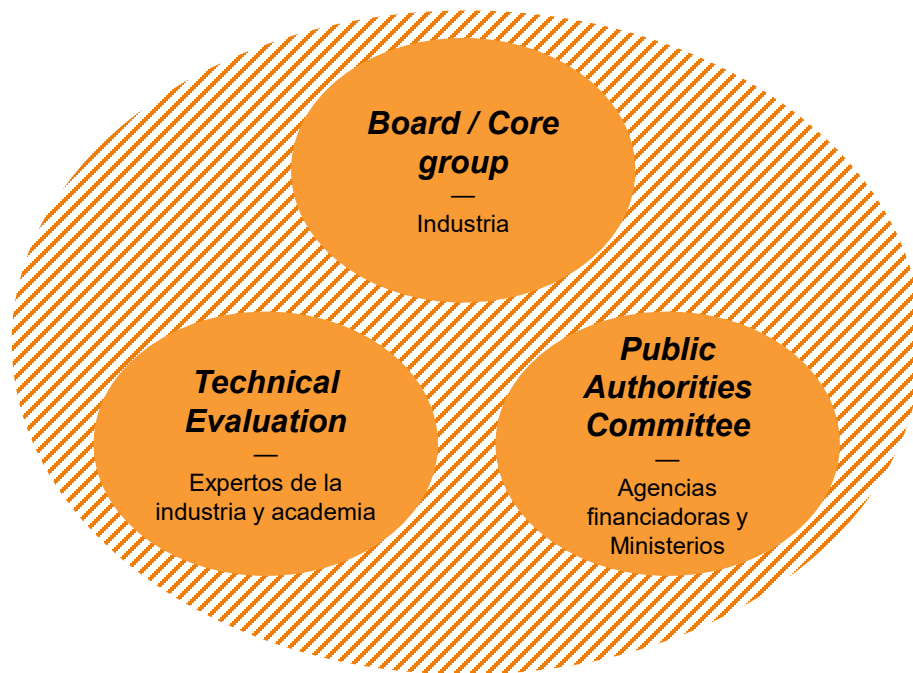 Board / Core
group
—
Industria
Technical
Evaluation
—
Expertos de la
industria y academia
Public
Authorities
Committee
—
Agencias
financiadoras y
Ministerios